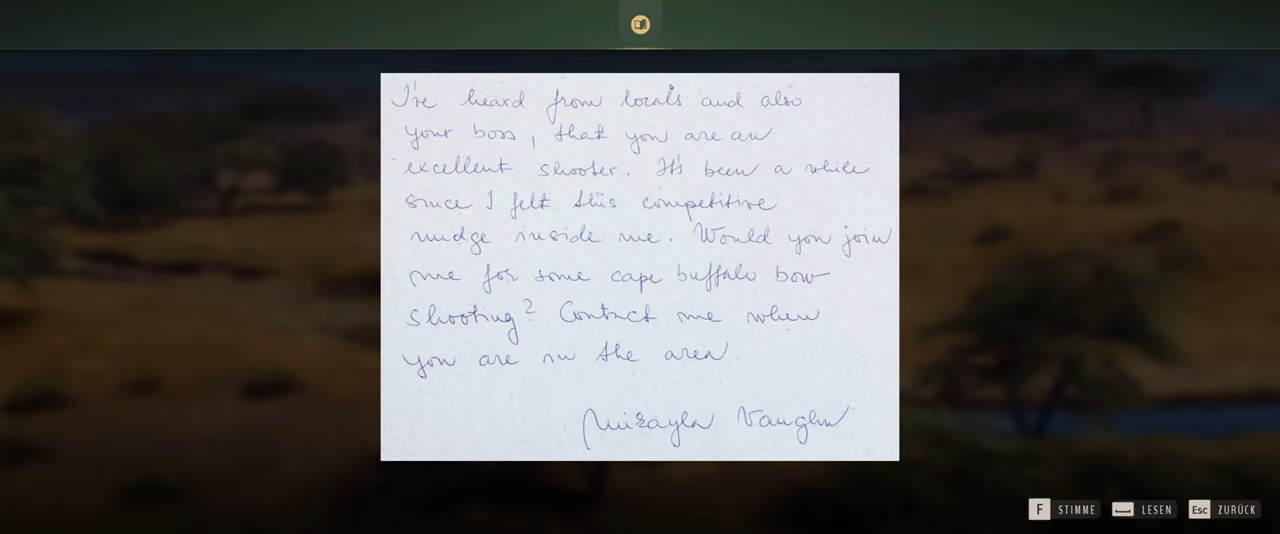 I've heard from locals and also
your boss, that you are an
excellent shooter. It's been a while
since I felt this competitive
nudge inside me. Would you join
me for some cape buffalo bow
shooting? Contact me when
you are in the area
Mikayla Vaughn
F STIMME LESEN Esc ZURÜCK